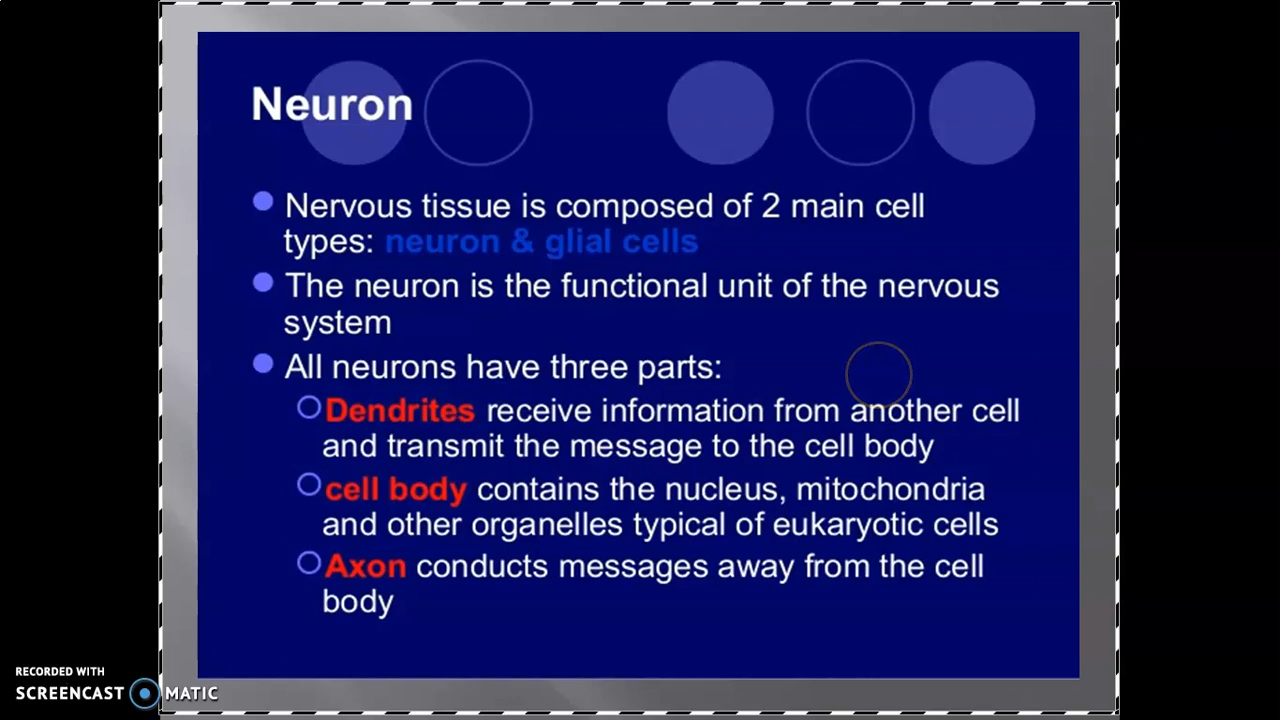 Neuron
Nervous tissue is composed of 2 main cell
types: neuron & glial cells
The neuron is the functional unit of the nervous
system
All neurons have three parts:
Dendrites receive information from another cell
and transmit the message to the cell body
cell body contains the nucleus, mitochondria
and other organelles typical of eukaryotic cells
Axon conducts messages away from the cell
body
RECORDED WITH
SCREENCAST MATIC